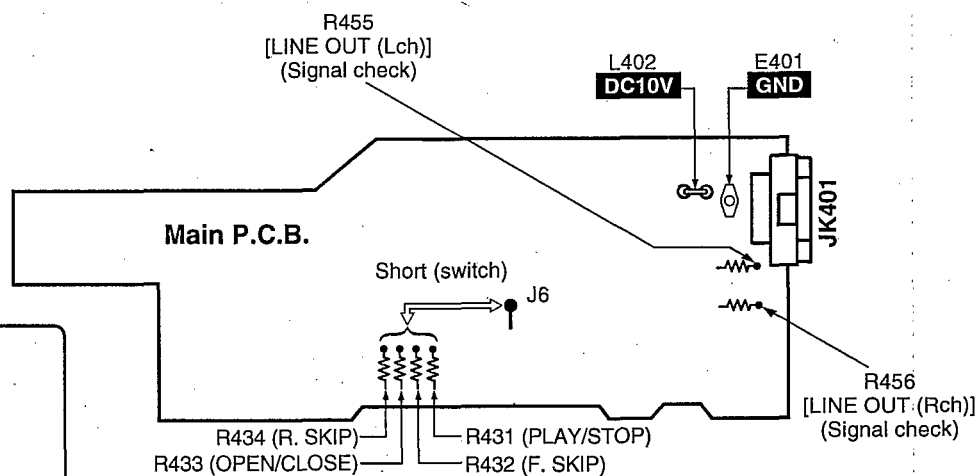 R455
[LINE OUT (Lch)]
(Signal check)
L402
DC10V
E401
GND
JK401
Main P.C.B.
Short (switch)
J6
R456
[LINE OUT (Rch)]
(Signal check)
R434 (R. SKIP)
R431 (PLAY/STOP)
R433 (OPEN/CLOSE)
R432 (F. SKIP)